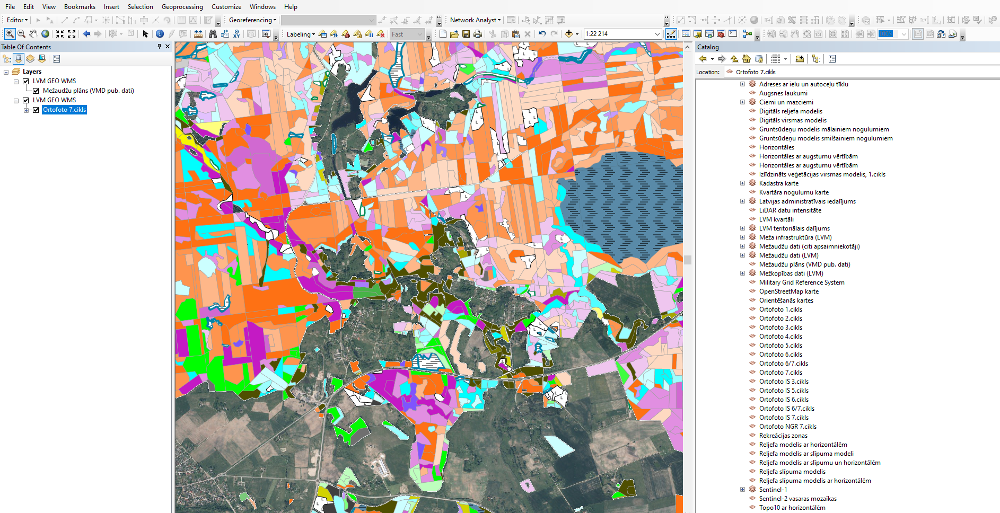 File Edit View Bookmarks Insert Selection Geoprocessing Customize Windows Help
Editor Georeferencing Network Analyst
Labeling Fast 1:22 214 100%
Table Of Contents
Layers
LVM GEO WMS
Mežaudžu plāns (VMD pub. dati)
LVM GEO WMS
Ortofoto 7.cikls
Catalog
Location: Ortofoto 7.cikls
Adreses ar ielu un autoceļu tīklu
Augsnes laukumi
Ciemi un mazciemi
Digitāls reljefa modelis
Digitāls virsmas modelis
Gruntsūdeņu modelis mālainiem nogulumiem
Gruntsūdeņu modelis smilšainiem nogulumiem
Horizontāles
Horizontāles ar augstumu vērtībām
Horizontāles ar augstumu vērtībām
Izlīdzināts veģetācijas virsmas modelis, 1.cikls
Kadastra karte
Kvartāra nogulumu karte
Latvijas administratīvais iedalījums
LiDAR datu intensitāte
LVM kvartāli
LVM teritoriālais dalījums
Meža infrastruktūra (LVM)
Mežaudžu dati (citi apsaimniekotāji)
Mežaudžu dati (LVM)
Mežaudžu plāns (VMD pub. dati)
Mežkopības dati (LVM)
Military Grid Reference System
OpenStreetMap karte
Orientēšanās kartes
Ortofoto 1.cikls
Ortofoto 2.cikls
Ortofoto 3.cikls
Ortofoto 4.cikls
Ortofoto 5.cikls
Ortofoto 6.cikls
Ortofoto 6/7.cikls
Ortofoto 7.cikls
Ortofoto IS 3.cikls
Ortofoto IS 5.cikls
Ortofoto IS 6.cikls
Ortofoto IS 6/7.cikls
Ortofoto IS 7.cikls
Ortofoto NGR 7.cikls
Rekreācijas zonas
Reljefa modelis ar horizontālēm
Reljefa modelis ar slīpuma modeli
Reljefa modelis ar slīpumu un horizontālēm
Reljefa slīpuma modelis
Reljefa slīpuma modelis ar horizontālēm
Sentinel-1
Sentinel-2 vasaras mozaīkas
Topo10 ar horizontālēm